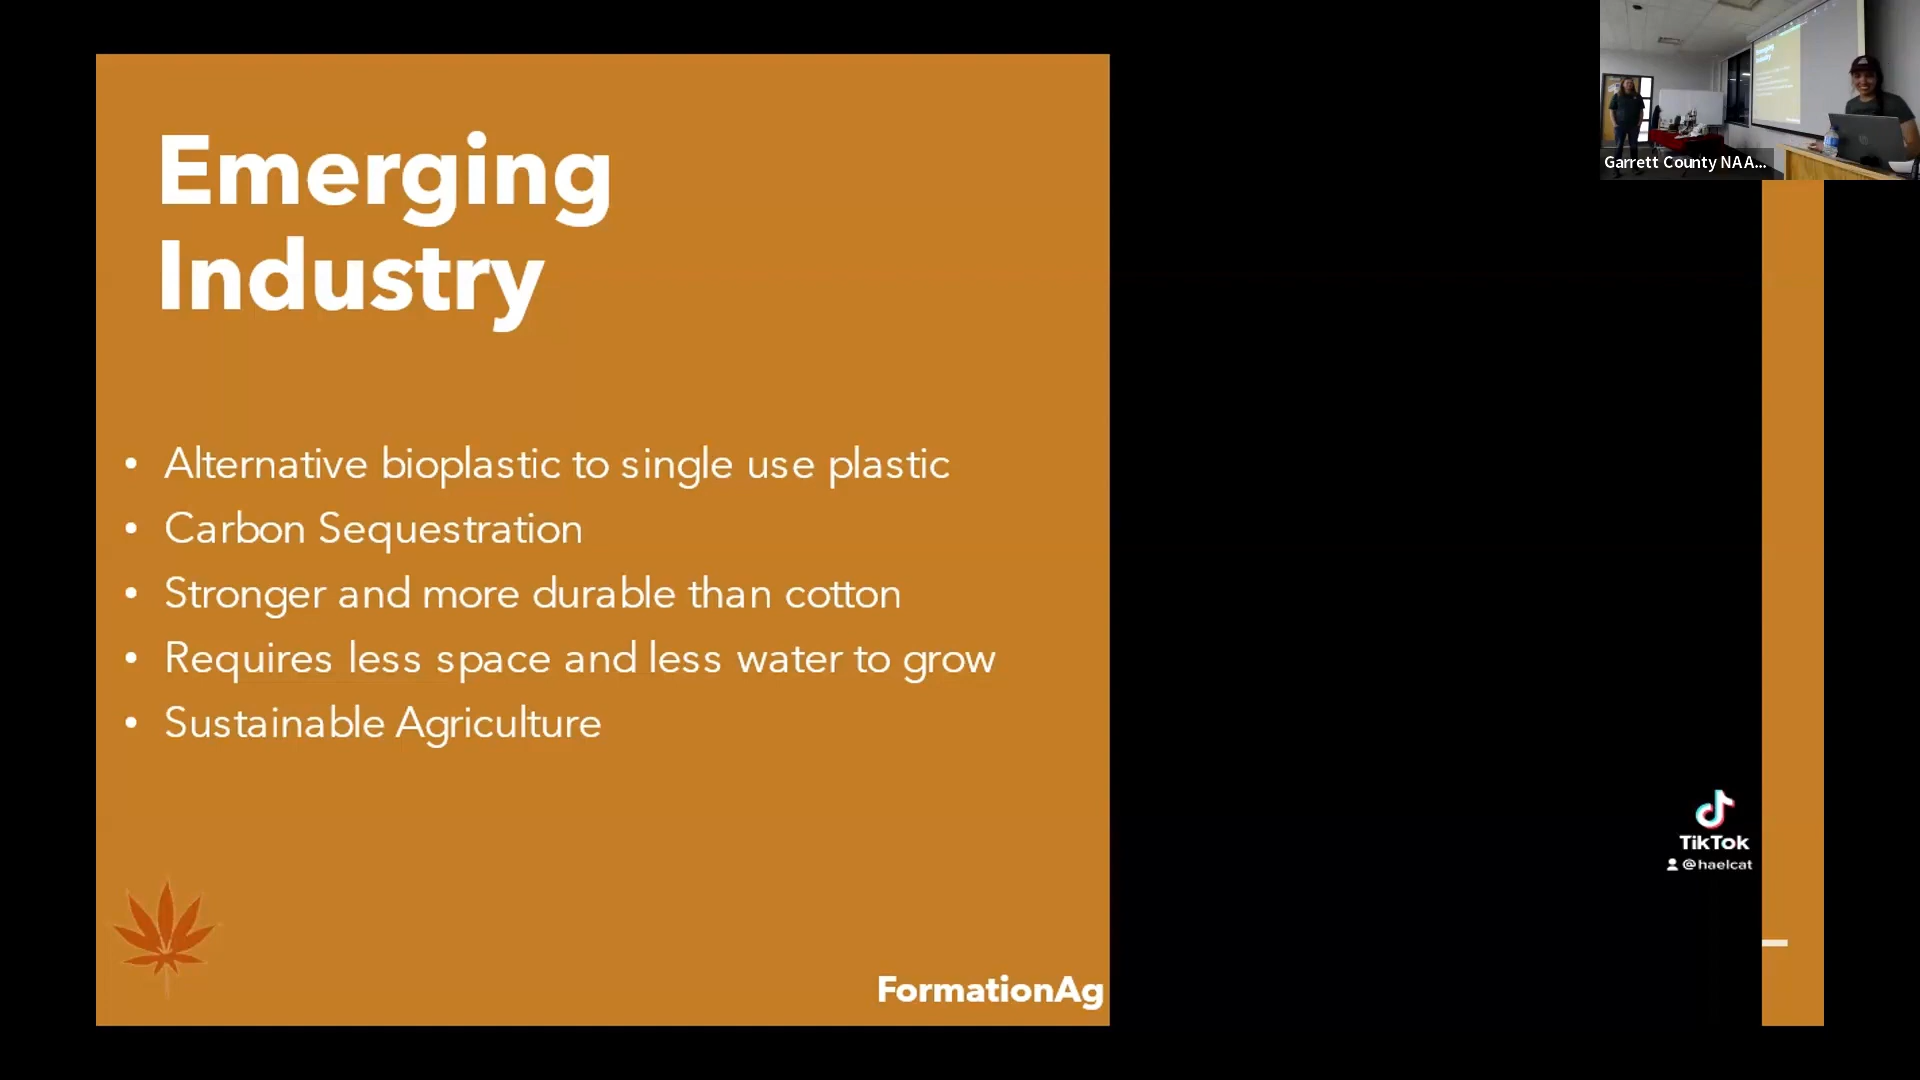 Emerging
Industry
• Alternative bioplastic to single use plastic
• Carbon Sequestration
• Stronger and more durable than cotton
• Requires less space and less water to grow
• Sustainable Agriculture
FormationAg
Garrett County NAA...
TikTok
@haelcat